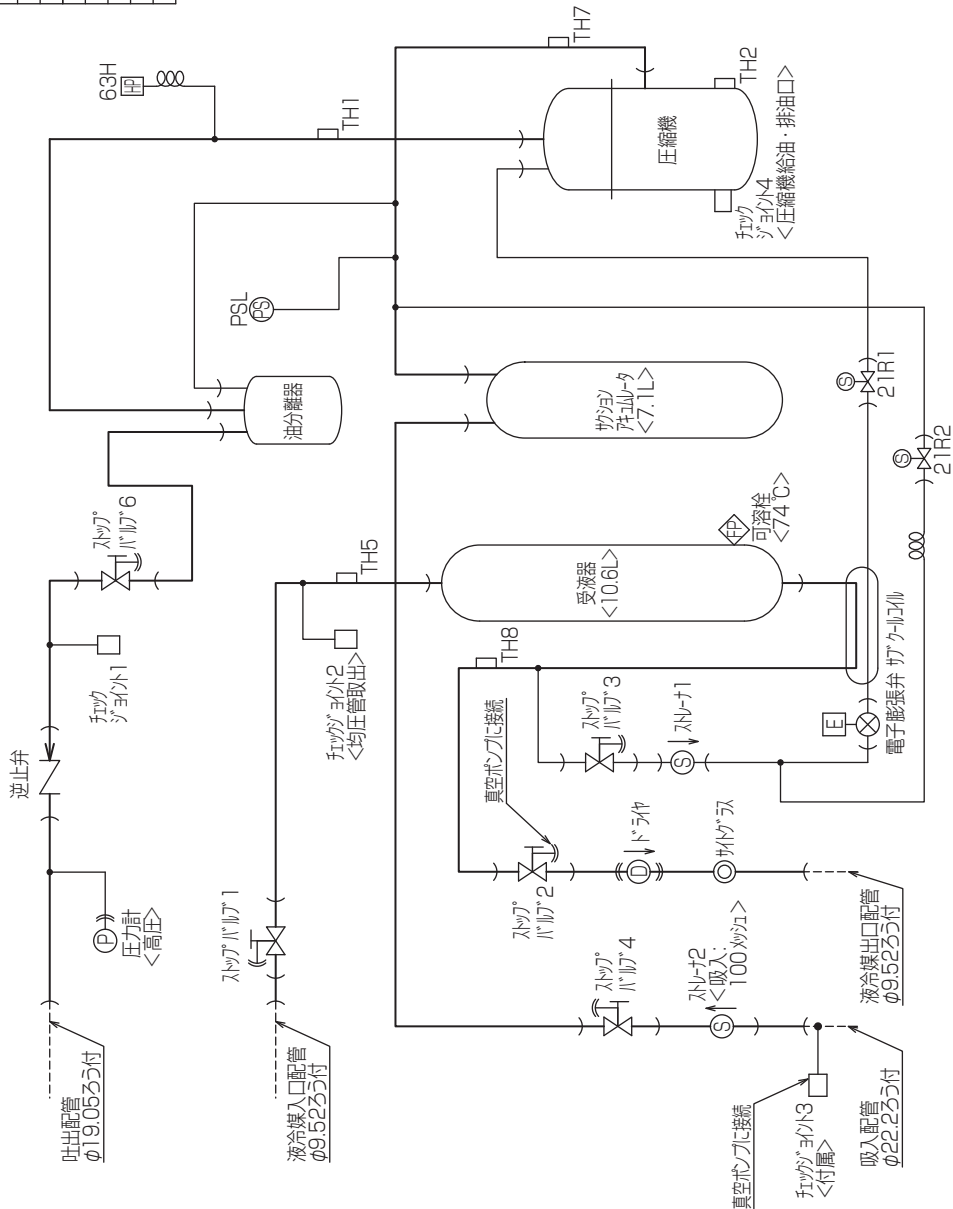 吐出配管
φ19.05ろう付
圧力計
<高圧>
P
逆止弁
チェック
ジョイント1
ストップ
バルブ6
油分離器
PSL
PS
63H
HP
TH1
TH7
圧縮機
TH2
チェック
ジョイント4
<圧縮機給油・排油口>
液冷媒入口配管
φ9.52ろう付
ストップバルブ1
チェックジョイント2
<均圧管取出>
TH5
受液器
<10.6L>
FP
可溶栓
<74℃>
サクション
アキュムレータ
<7.1L>
S
21R1
S
21R2
TH8
真空ポンプに接続
ストップ
バルブ3
ストレーナ1
S
E
電子膨張弁
サブクールコイル
ストップ
バルブ2
ドライヤ
D
サイトグラス
液冷媒出口配管
φ9.52ろう付
ストップ
バルブ4
ストレーナ2
<吸入:
100メッシュ>
S
真空ポンプに接続
チェックジョイント3
<付属>
吸入配管
φ22.2ろう付